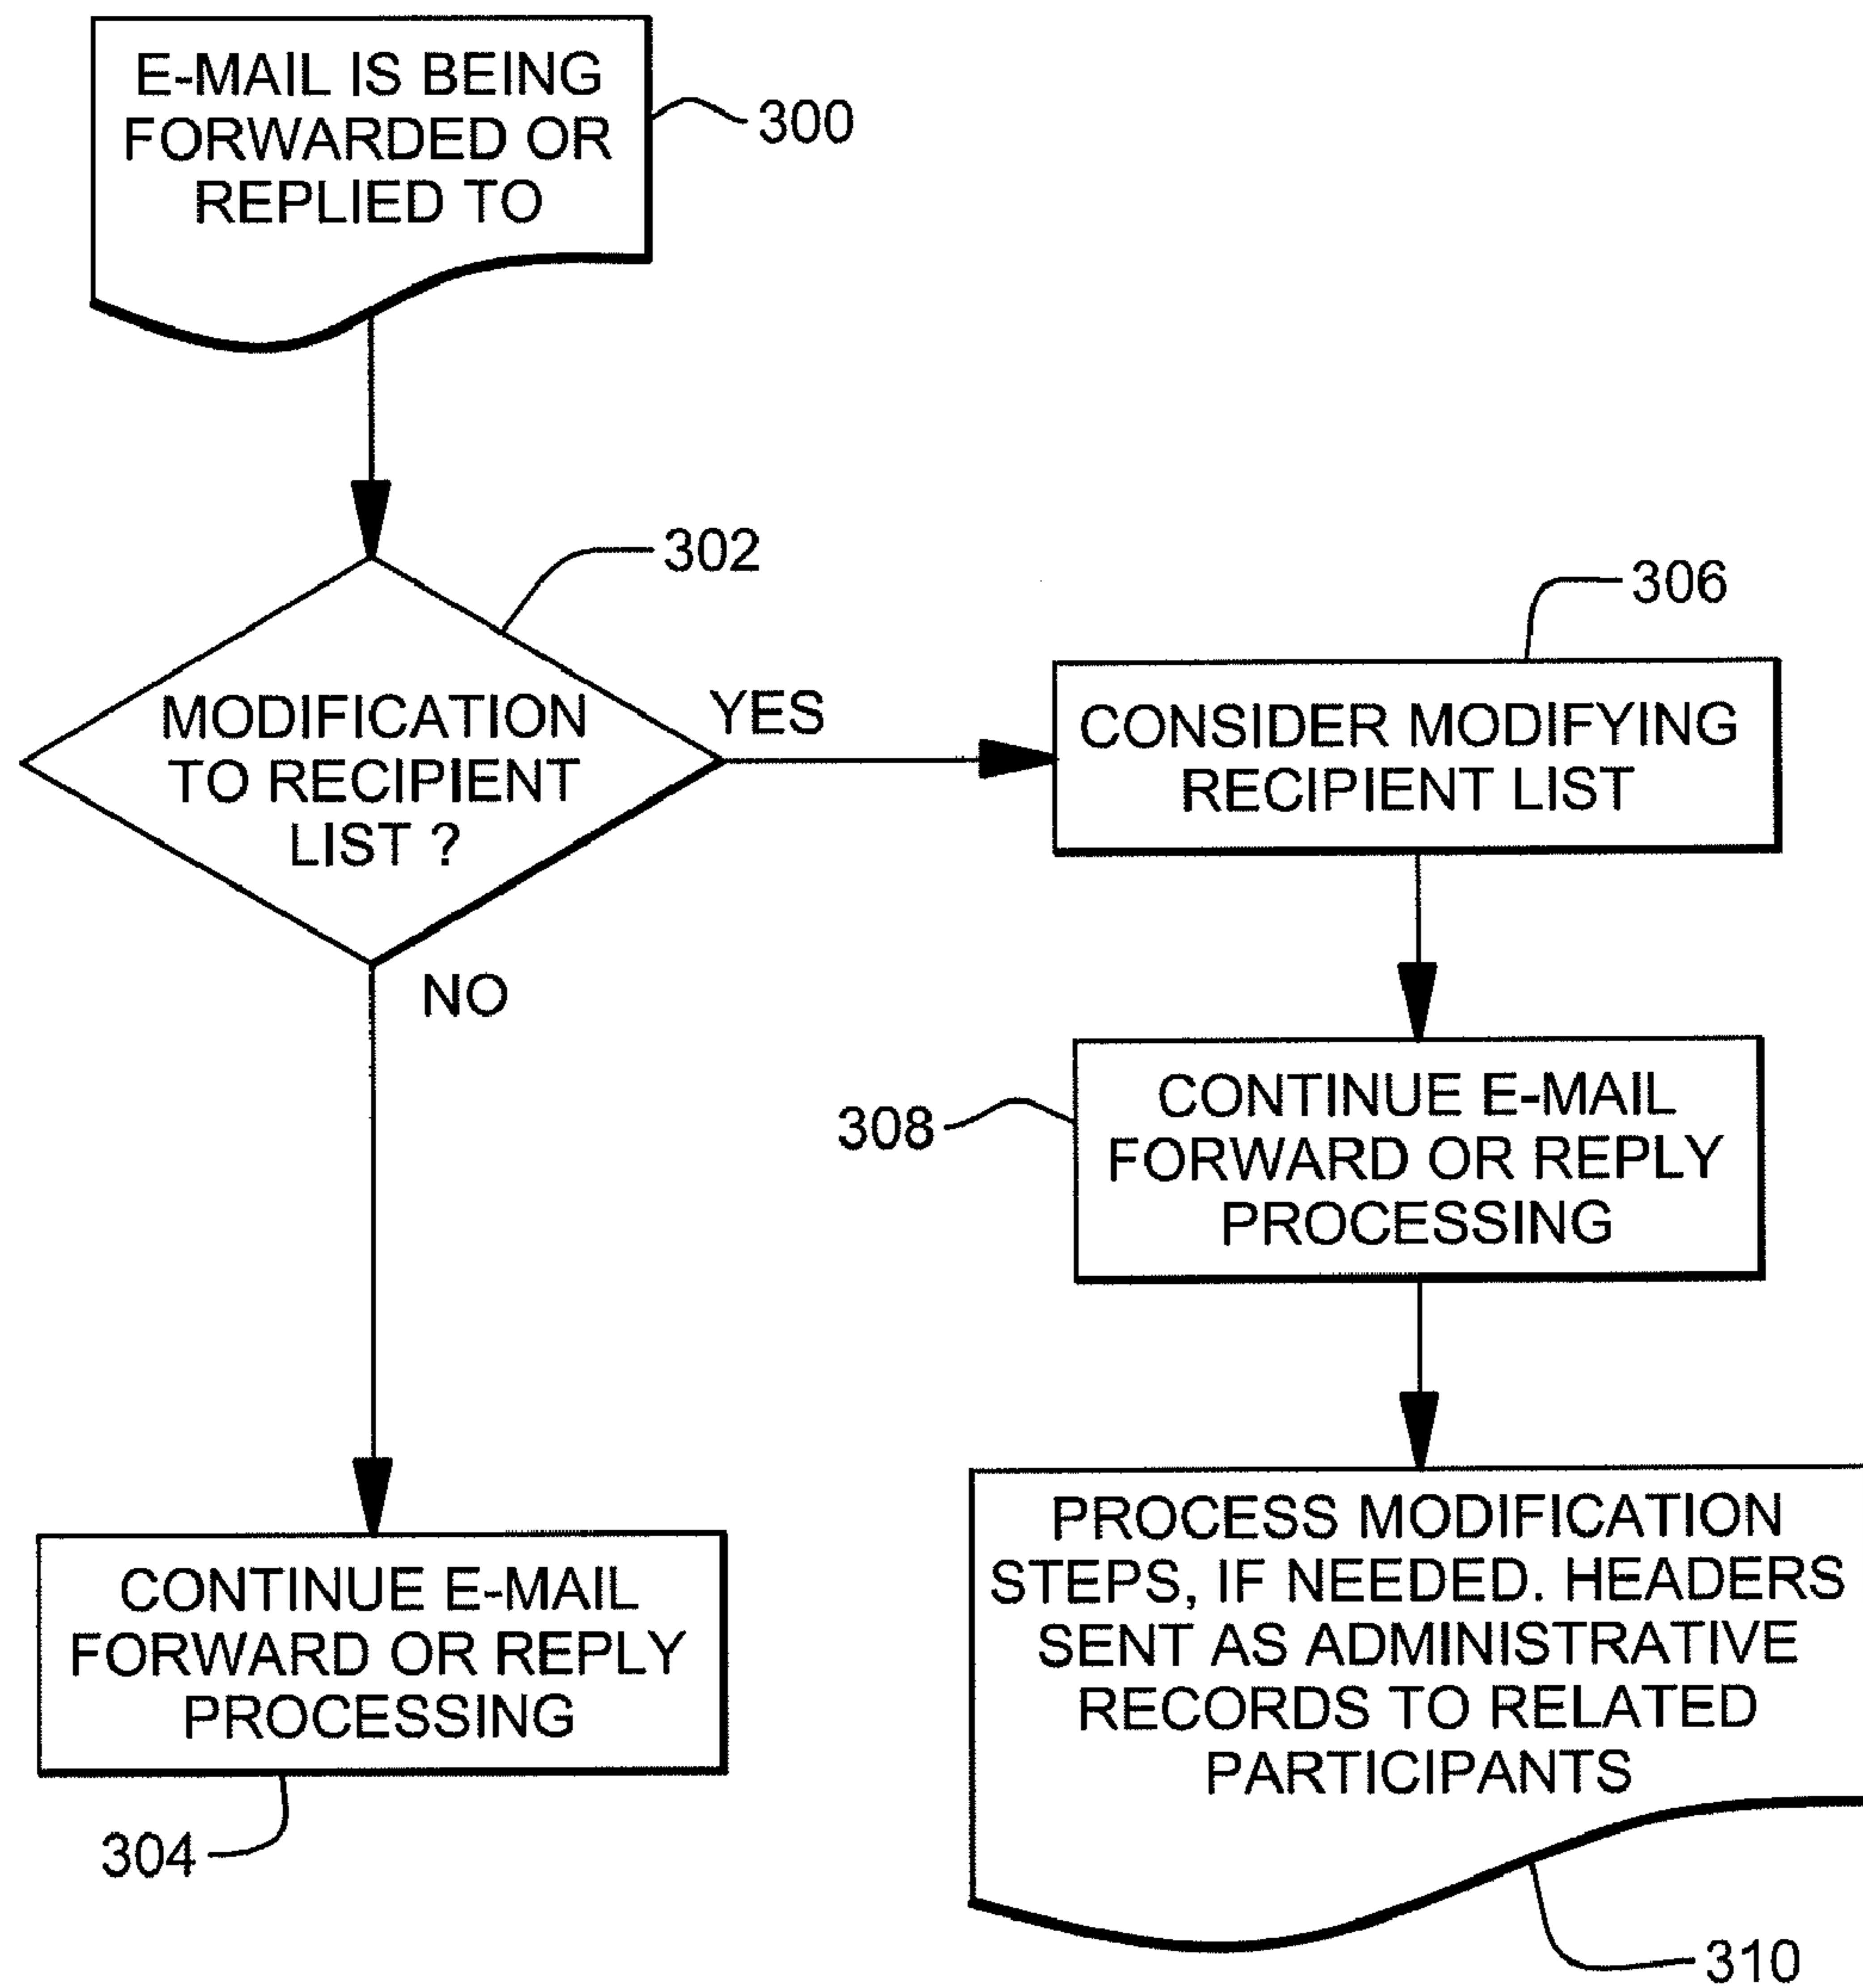 E-MAIL IS BEING
FORWARDED OR
REPLIED TO
300
302
MODIFICATION
TO RECIPIENT
LIST ?
YES
NO
306
CONSIDER MODIFYING
RECIPIENT LIST
308
CONTINUE E-MAIL
FORWARD OR REPLY
PROCESSING
CONTINUE E-MAIL
FORWARD OR REPLY
PROCESSING
304
PROCESS MODIFICATION
STEPS, IF NEEDED. HEADERS
SENT AS ADMINISTRATIVE
RECORDS TO RELATED
PARTICIPANTS
310